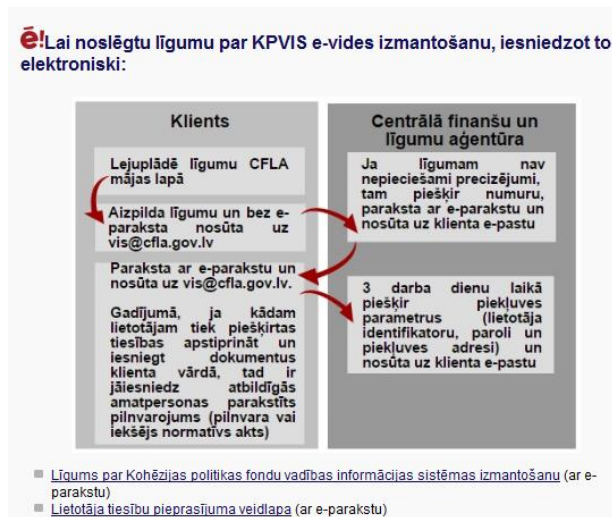 ē!Lai noslēgtu līgumu par KPVIS e-vides izmantošanu, iesniedzot to
elektroniski:
Klients
Lejuplādē līgumu CFLA
mājas lapā
Aizpilda līgumu un bez e-
paraksta nosūta uz
vis@cfla.gov.lv
Paraksta ar e-parakstu un
nosūta uz vis@cfla.gov.lv.
Gadījumā, ja kādam
lietotājam tiek piešķirtas
tiesības apstiprināt un
iesniegt dokumentus
klienta vārdā, tad ir
jāiesniedz atbildīgās
amatpersonas parakstīts
pilnvarojums (pilnvara vai
iekšējs normatīvs akts)
Centrālā finanšu un
līgumu aģentūra
Ja līgumam nav
nepieciešami precizējumi,
tam piešķir numuru,
paraksta ar e-parakstu un
nosūta uz klienta e-pastu
3 darba dienu laikā
piešķir piekļuves
parametrus (lietotāja
identifikatoru, paroli un
piekļuves adresi) un
nosūta uz klienta e-pastu
Līgums par Kohēzijas politikas fondu vadības informācijas sistēmas izmantošanu (ar e-
parakstu)
Lietotāja tiesību pieprasījuma veidlapa (ar e-parakstu)